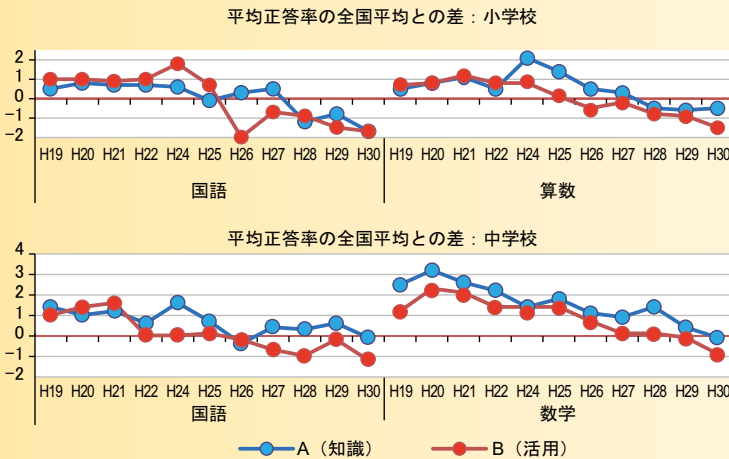 平均正答率の全国平均との差：小学校
2
1
0
−1
−2
H19 H20 H21 H22 H24 H25 H26 H27 H28 H29 H30 H19 H20 H21 H22 H24 H25 H26 H27 H28 H29 H30
国語 算数
平均正答率の全国平均との差：中学校
4
3
2
1
0
−1
−2
H19 H20 H21 H22 H24 H25 H26 H27 H28 H29 H30 H19 H20 H21 H22 H24 H25 H26 H27 H28 H29 H30
国語 数学
A（知識） B（活用）